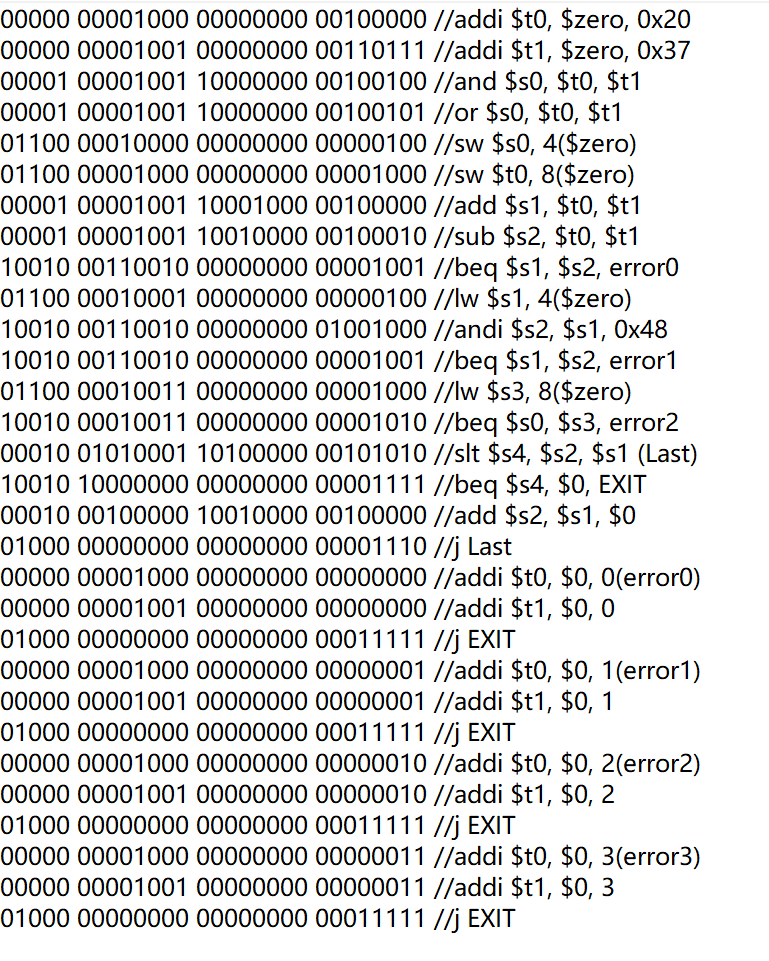 00000 00001000 00000000 00100000 //addi $t0, $zero, 0x20
00000 00001001 00000000 00110111 //addi $t1, $zero, 0x37
00001 00001001 10000000 00100100 //and $s0, $t0, $t1
00001 00001001 10000000 00100101 //or $s0, $t0, $t1
01100 00010000 00000000 00000100 //sw $s0, 4($zero)
01100 00001000 00000000 00001000 //sw $t0, 8($zero)
00001 00001001 10001000 00100000 //add $s1, $t0, $t1
00001 00001001 10010000 00100010 //sub $s2, $t0, $t1
10010 00110010 00000000 00001001 //beq $s1, $s2, error0
01100 00010001 00000000 00000100 //lw $s1, 4($zero)
10010 00110010 00000000 01001000 //andi $s2, $s1, 0x48
10010 00110010 00000000 00001001 //beq $s1, $s2, error1
01100 00010011 00000000 00001000 //lw $s3, 8($zero)
10010 00010011 00000000 00001010 //beq $s0, $s3, error2
00010 01010001 10100000 00101010 //slt $s4, $s2, $s1 (Last)
10010 10000000 00000000 00001111 //beq $s4, $0, EXIT
00010 00100000 10010000 00100000 //add $s2, $s1, $0
01000 00000000 00000000 00001110 //j Last
00000 00001000 00000000 00000000 //addi $t0, $0, 0(error0)
00000 00001001 00000000 00000000 //addi $t1, $0, 0
01000 00000000 00000000 00011111 //j EXIT
00000 00001000 00000000 00000001 //addi $t0, $0, 1(error1)
00000 00001001 00000000 00000001 //addi $t1, $0, 1
01000 00000000 00000000 00011111 //j EXIT
00000 00001000 00000000 00000010 //addi $t0, $0, 2(error2)
00000 00001001 00000000 00000010 //addi $t1, $0, 2
01000 00000000 00000000 00011111 //j EXIT
00000 00001000 00000000 00000011 //addi $t0, $0, 3(error3)
00000 00001001 00000000 00000011 //addi $t1, $0, 3
01000 00000000 00000000 00011111 //j EXIT